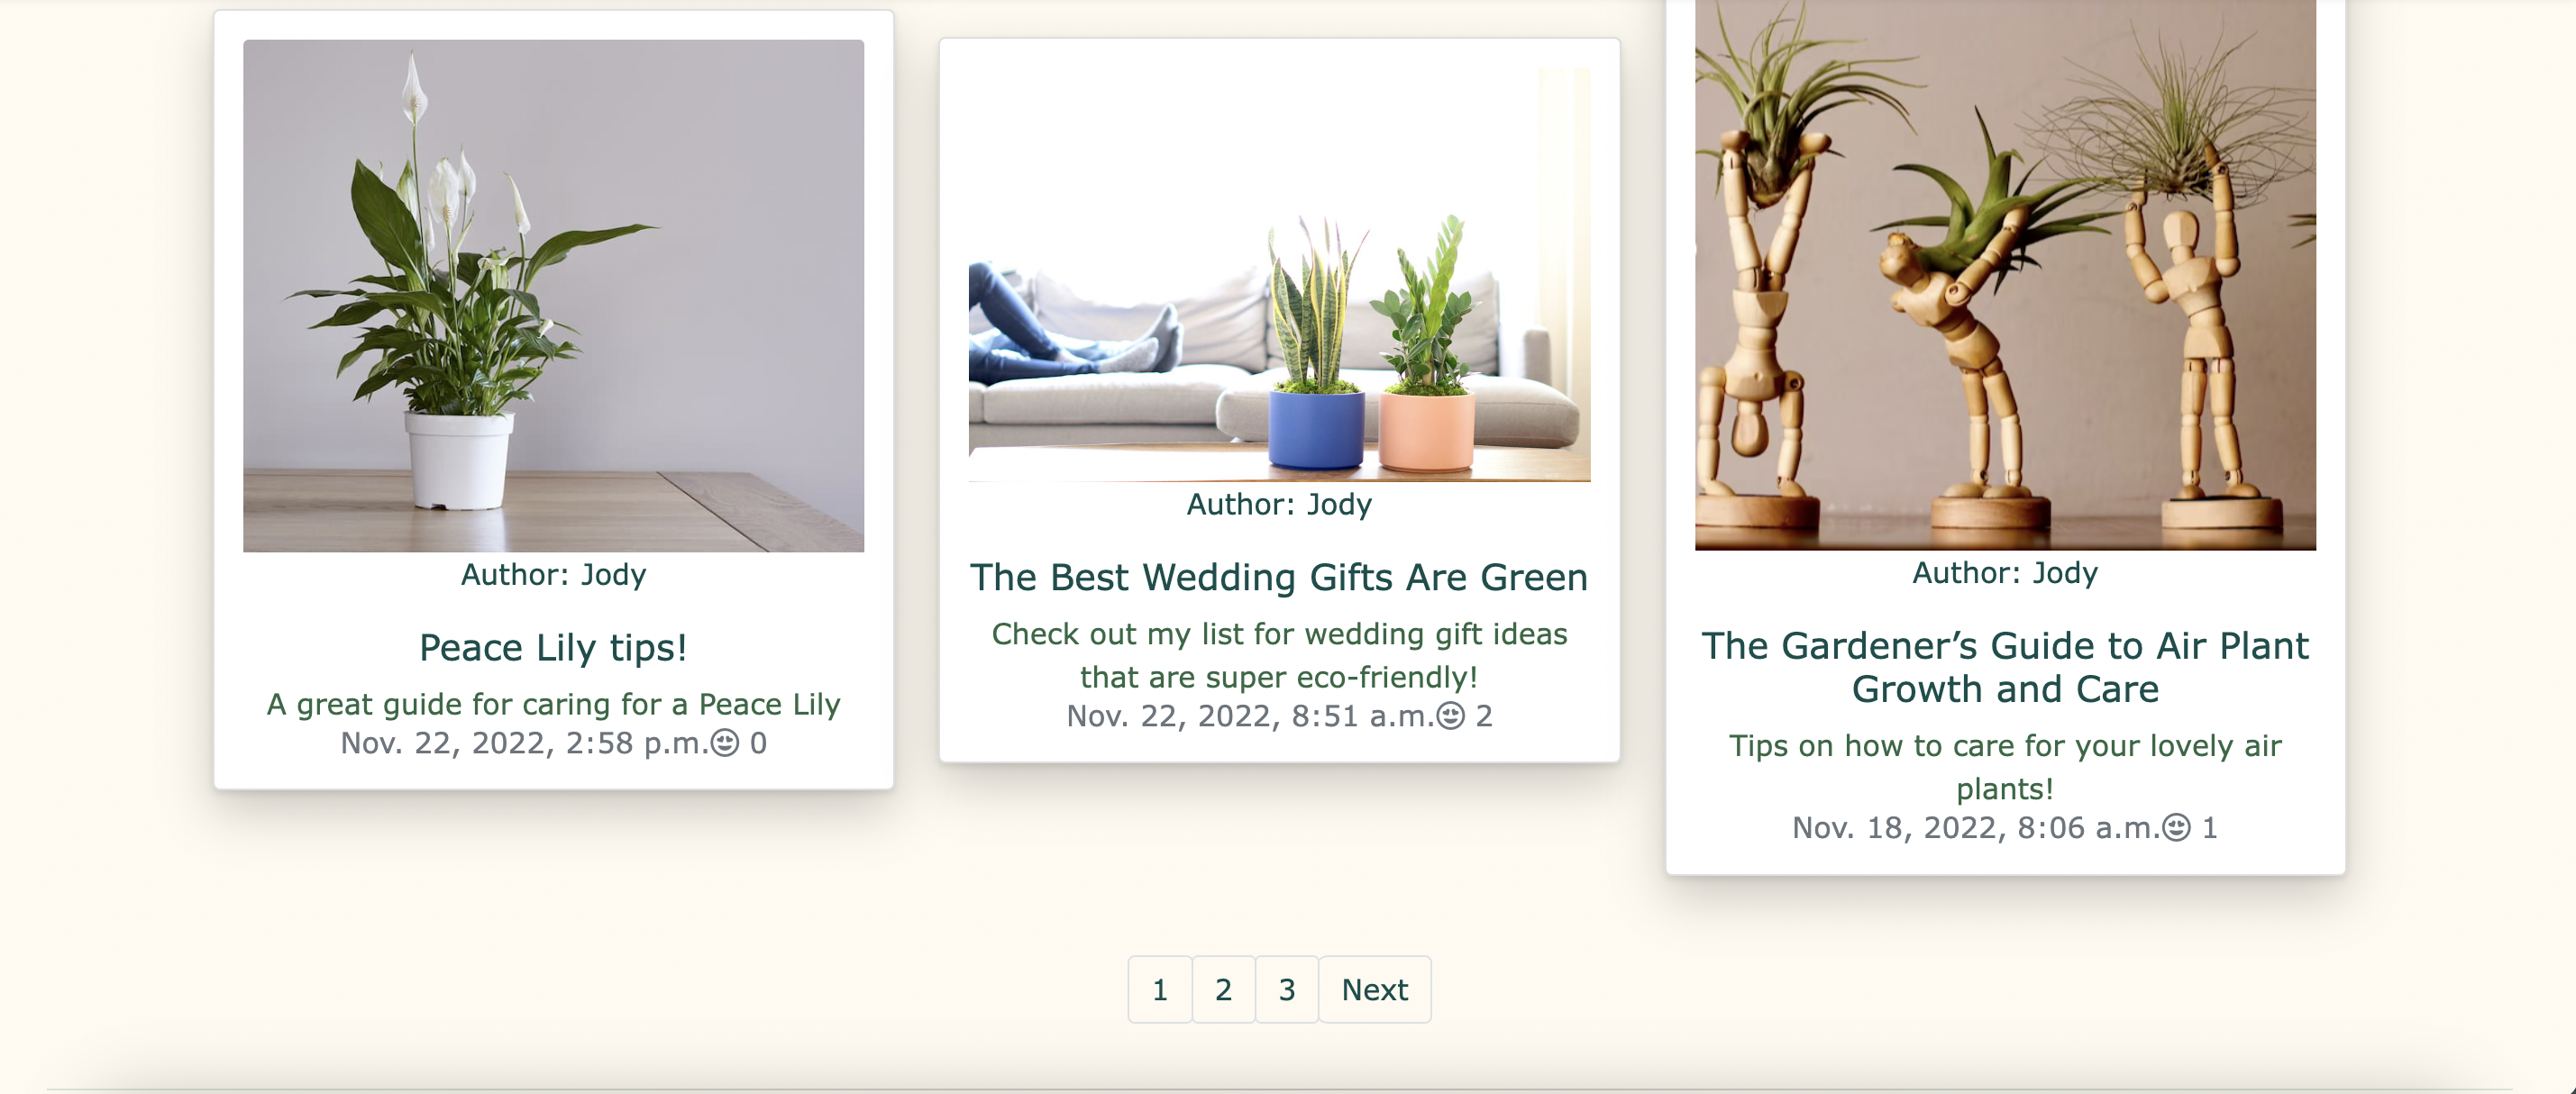 Author: Jody
Peace Lily tips!
A great guide for caring for a Peace Lily
Nov. 22, 2022, 2:58 p.m. 0
Author: Jody
The Best Wedding Gifts Are Green
Check out my list for wedding gift ideas
that are super eco-friendly!
Nov. 22, 2022, 8:51 a.m. 2
Author: Jody
The Gardener’s Guide to Air Plant
Growth and Care
Tips on how to care for your lovely air
plants!
Nov. 18, 2022, 8:06 a.m. 1
1 2 3 Next